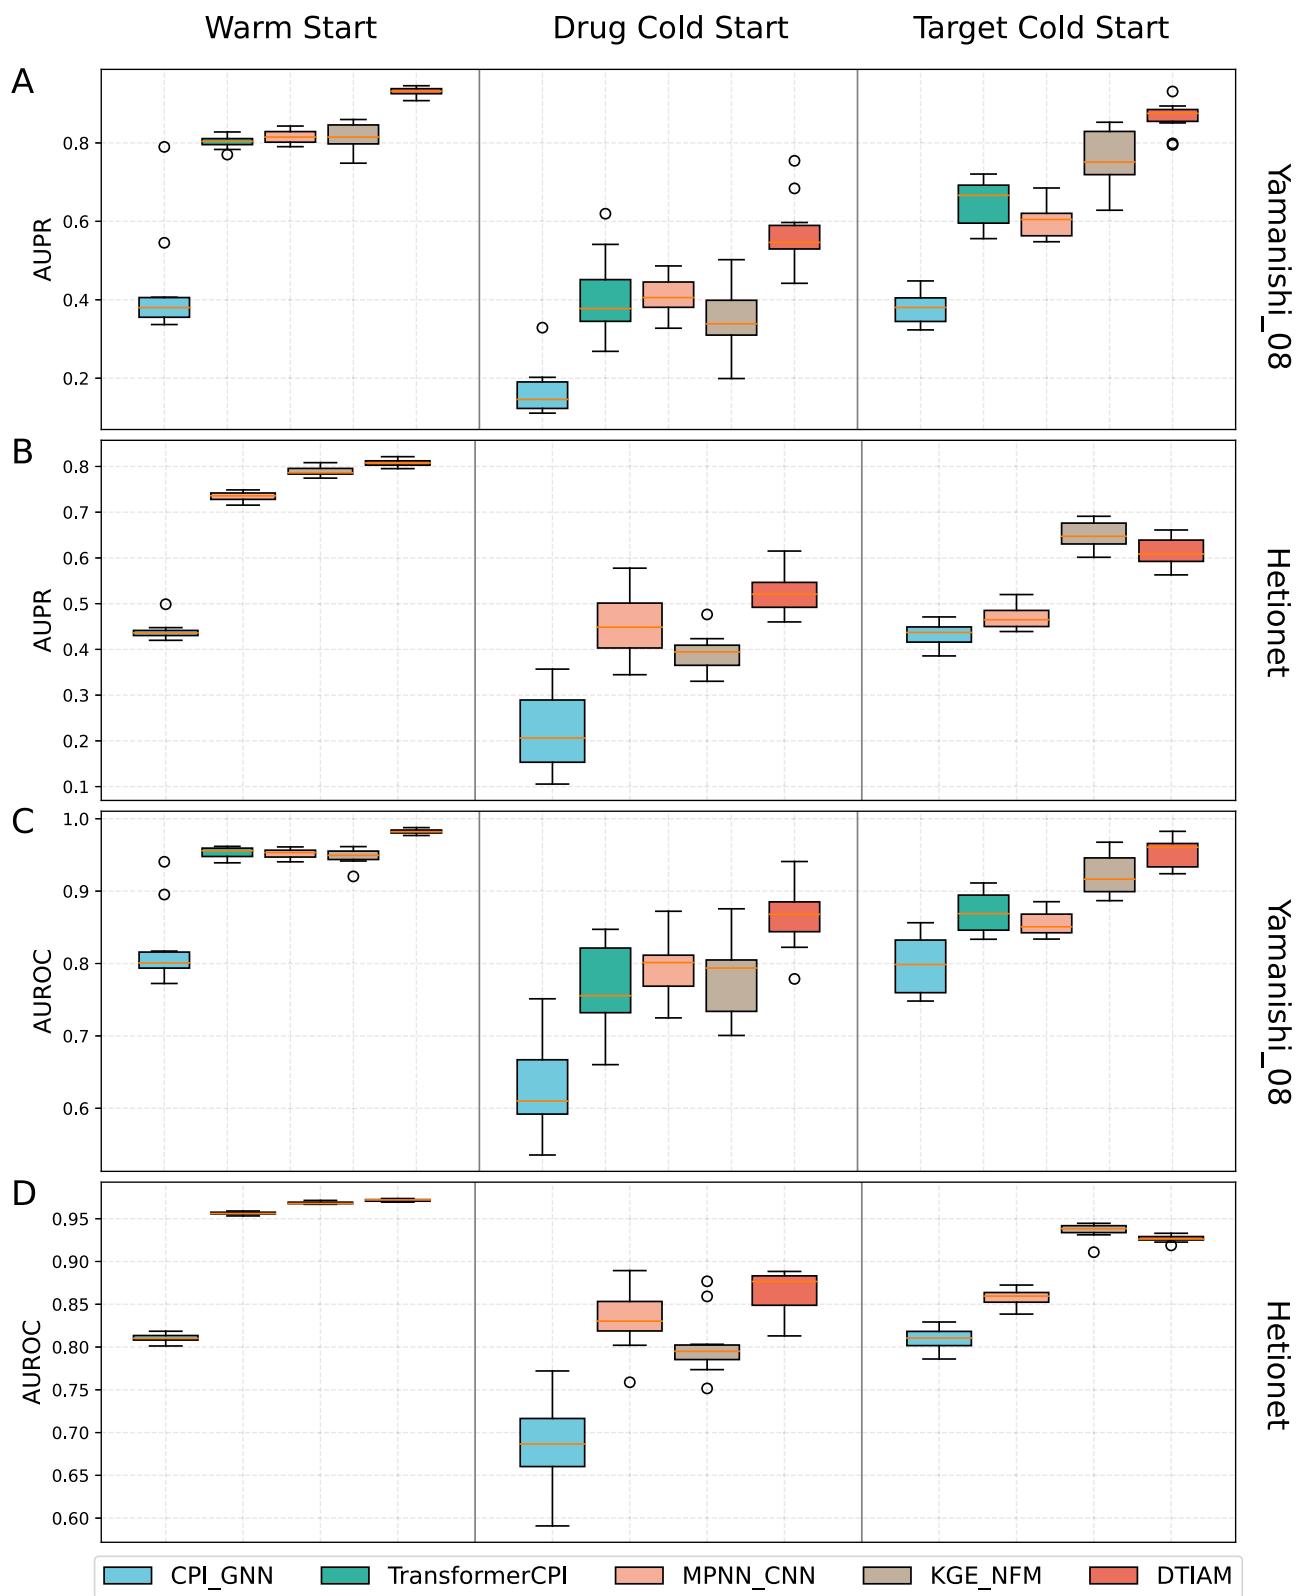 Warm Start Drug Cold Start Target Cold Start
A
0.8
0.6
0.4
0.2
AUPR
Yamanishi_08
B
0.8
0.7
0.6
0.5
0.4
0.3
0.2
0.1
AUPR
Hetionet
C
1.0
0.9
0.8
0.7
0.6
AUROC
Yamanishi_08
D
0.95
0.90
0.85
0.80
0.75
0.70
0.65
0.60
AUROC
Hetionet
CPI_GNN TransformerCPI MPNN_CNN KGE_NFM DTIAM